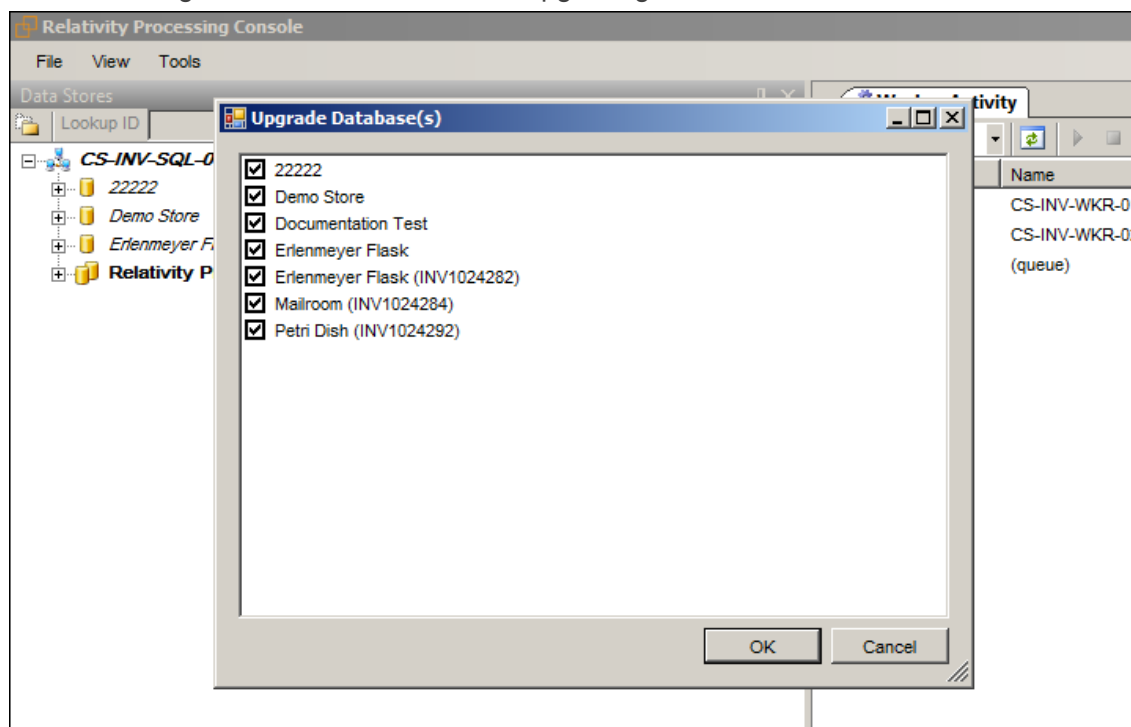 Relativity Processing Console
File View Tools
Data Stores
Lookup ID
CS-INV-SQL-0
22222
Demo Store
Erlenmeyer
Relativity P
Upgrade Database(s)
22222
Demo Store
Documentation Test
Erlenmeyer Flask
Erlenmeyer Flask (INV1024282)
Mailroom (INV1024284)
Petri Dish (INV1024292)
OK Cancel
Name
CS-INV-WKR-0
CS-INV-WKR-0
(queue)